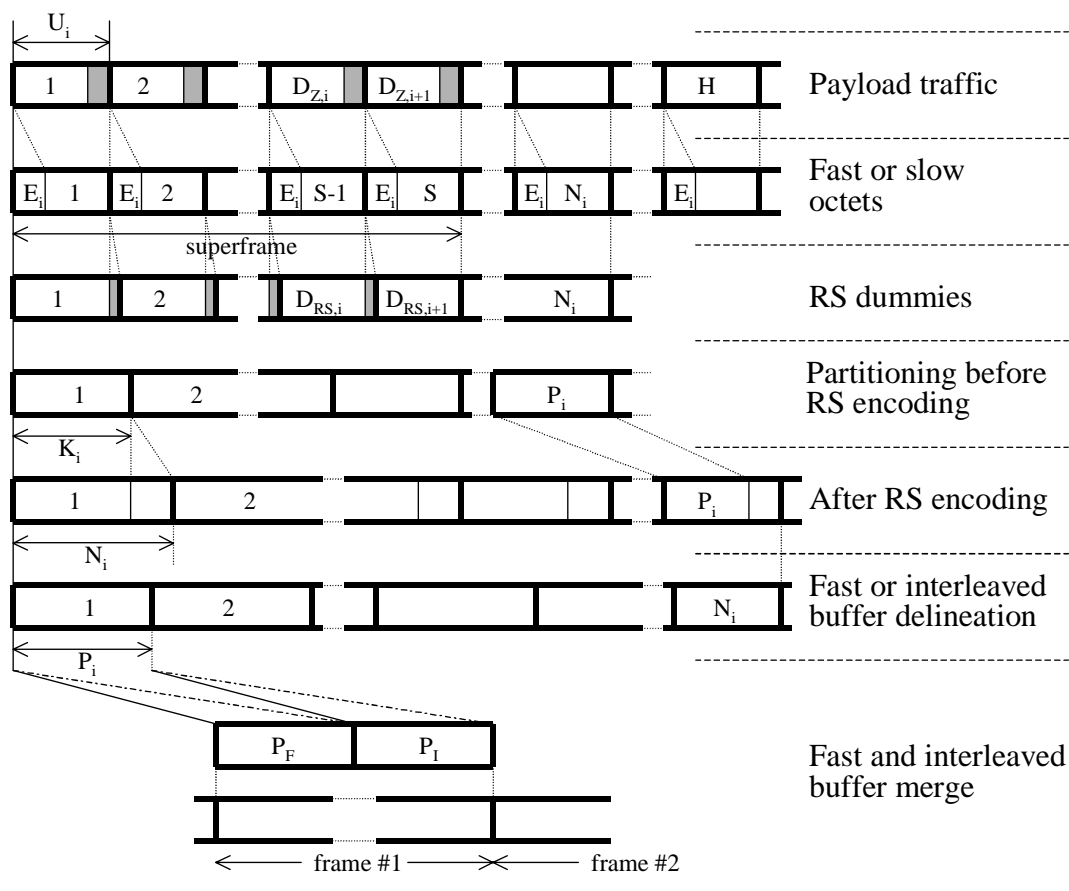 U_i
1 2 D_Z,i D_Z,i+1 H Payload traffic
E_i 1 E_i 2 E_i S-1 E_i S E_i N_i E_i Fast or slow
octets
superframe
1 2 D_RS,i D_RS,i+1 N_i RS dummies
1 2 P_i Partitioning before
RS encoding
K_i
1 2 P_i After RS encoding
N_i
1 2 N_i Fast or interleaved
buffer delineation
P_i
P_F P_I Fast and interleaved
buffer merge
frame #1 frame #2